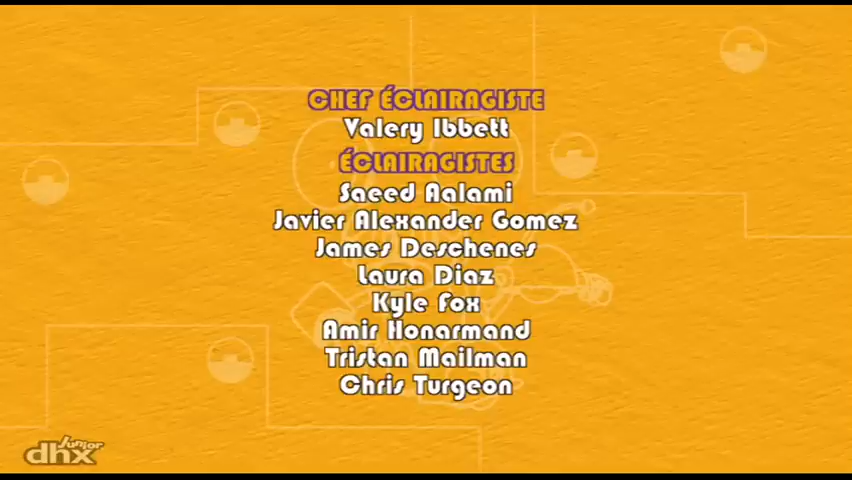 CHEF ÉCLAIRAGISTE
Valery Ibbett
ÉCLAIRAGISTES
Saeed Aalami
Javier Alexander Gomez
James Deschenes
Laura Diaz
Kyle Fox
Amir Honarmand
Tristan Mailman
Chris Turgeon
dhx Junior